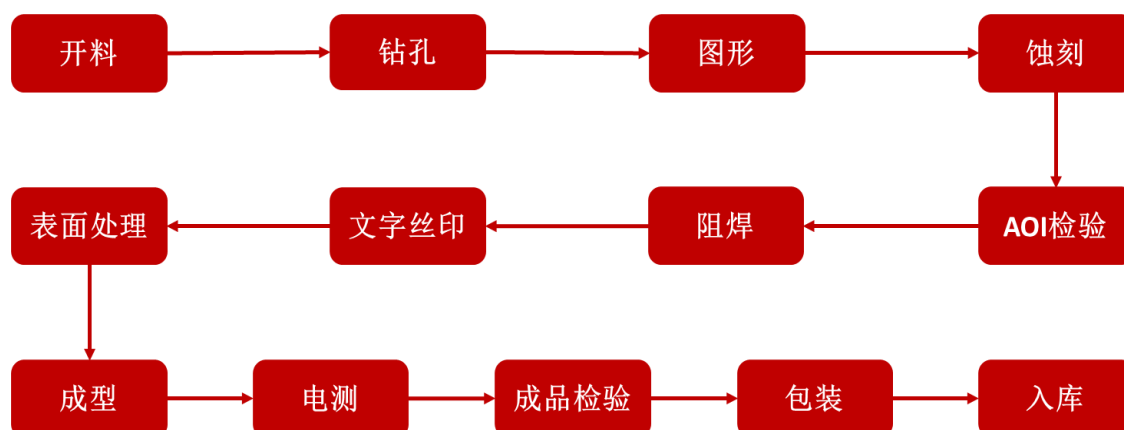 开料
钻孔
图形
蚀刻
AOI检验
阻焊
文字丝印
表面处理
成型
电测
成品检验
包装
入库